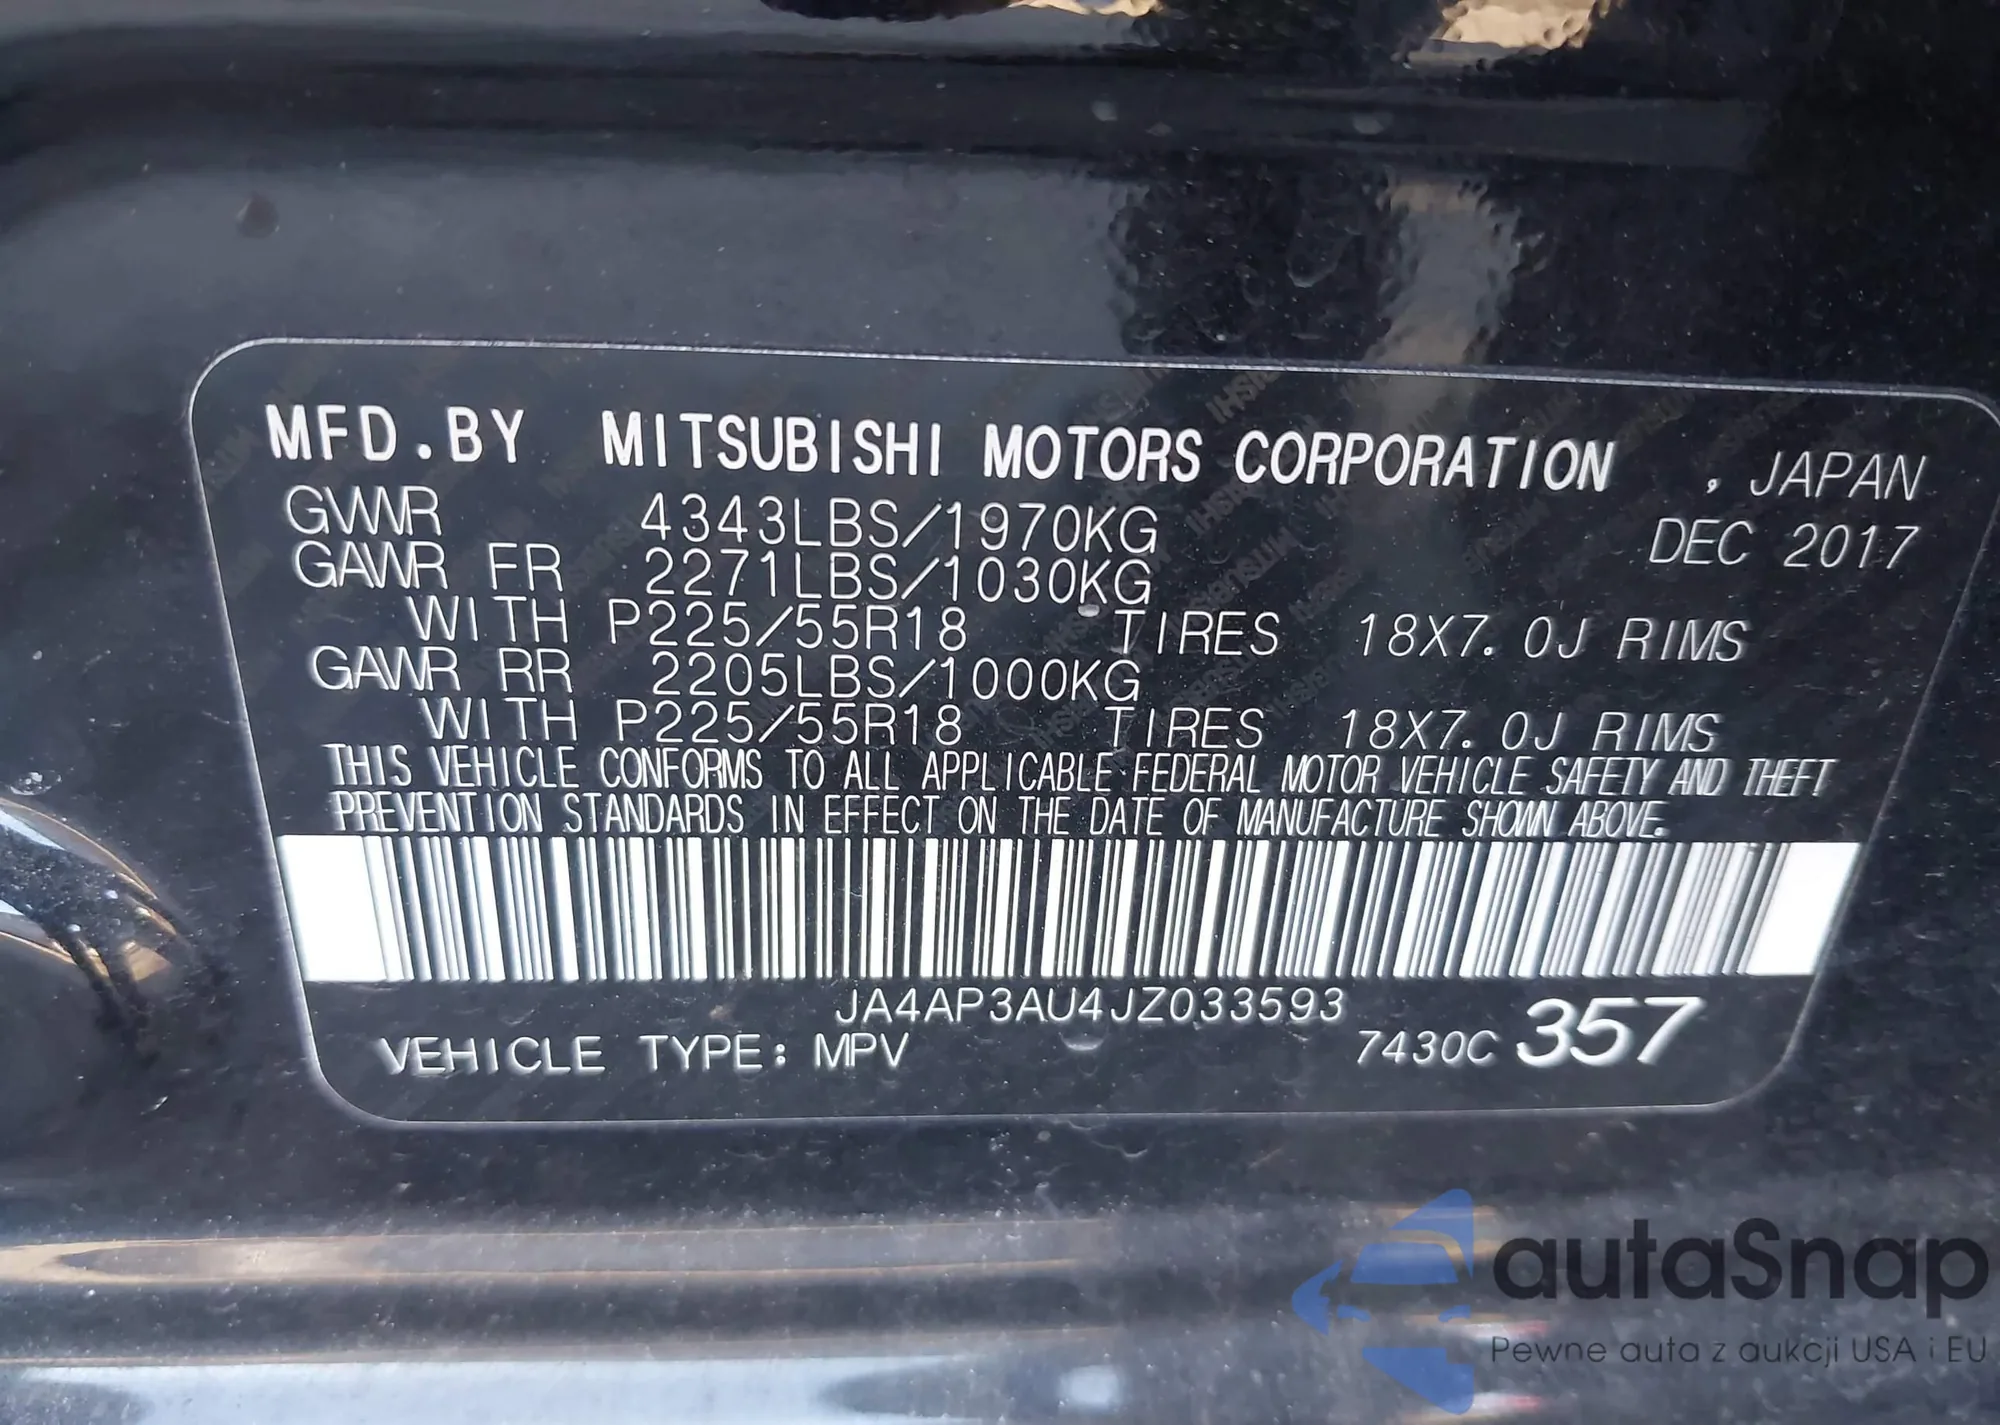 MFD.BY MITSUBISHI MOTORS CORPORATION , JAPAN
GVWR 4343LBS/1970KG DEC 2017
GAWR FR 2271LBS/1030KG
WITH P225/55R18 TIRES 18X7.0J RIMS
GAWR RR 2205LBS/1000KG
WITH P225/55R18 TIRES 18X7.0J RIMS
THIS VEHICLE CONFORMS TO ALL APPLICABLE FEDERAL MOTOR VEHICLE SAFETY AND THEFT
PREVENTION STANDARDS IN EFFECT ON THE DATE OF MANUFACTURE SHOWN ABOVE.
JA4AP3AU4JZ033593
VEHICLE TYPE: MPV 7430C 357
autaSnap
Pewne auta z aukcji USA i EU